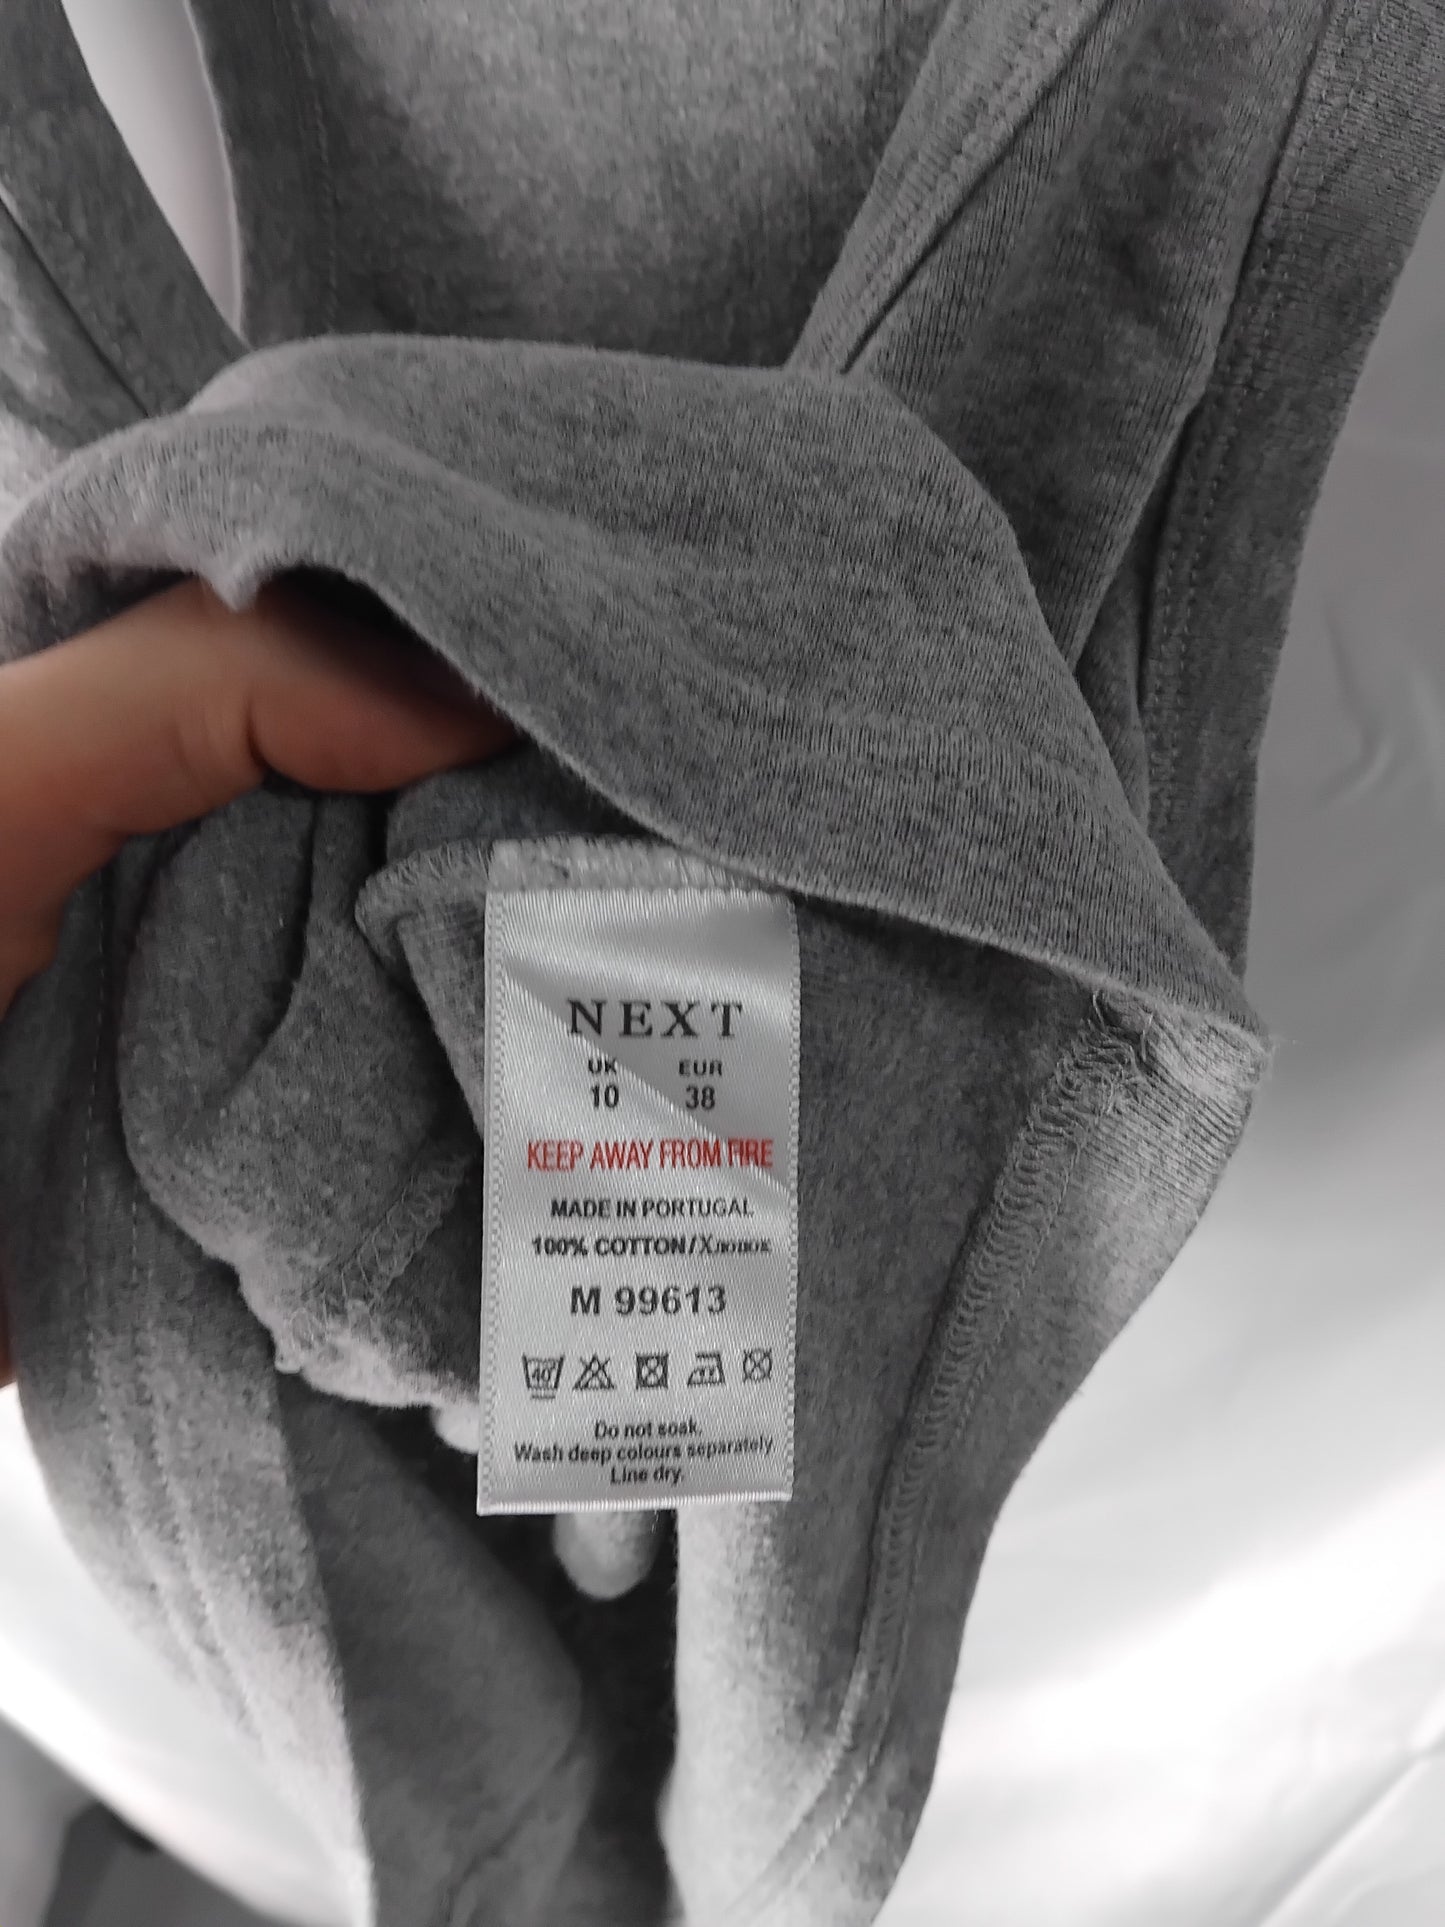 NEXT
UK EUR
10 38
KEEP AWAY FROM FIRE
MADE IN PORTUGAL
100% COTTON/Хлопок
M 99613
40°
Do not soak.
Wash deep colours separately
Line dry.